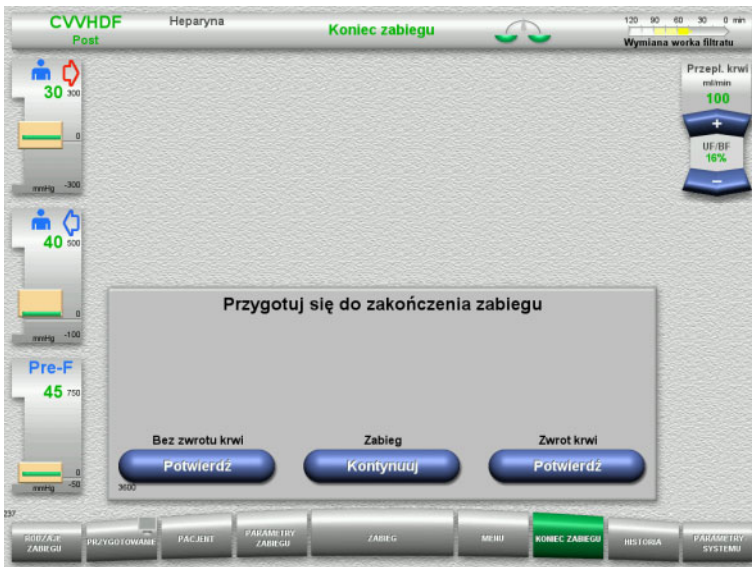 CVVHDF
Post
Heparyna
Koniec zabiegu
120 90 60 30 0 min
Wymiana worka filtratu
30
300
0
mmHg
-300
Przepl. krwi
ml/min
100
+
UF/BF
16%
−
40
500
0
mmHg
-100
Pre-F
45
750
0
mmHg
-50
Przygotuj się do zakończenia zabiegu
Bez zwrotu krwi
Zabieg
Zwrot krwi
Potwierdź
Kontynuuj
Potwierdź
3600
237
RODZAJE ZABIEGU
PRZYGOTOWANIE
PACJENT
PARAMETRY ZABIEGU
ZABIEG
MENU
KONIEC ZABIEGU
HISTORIA
PARAMETRY SYSTEMU